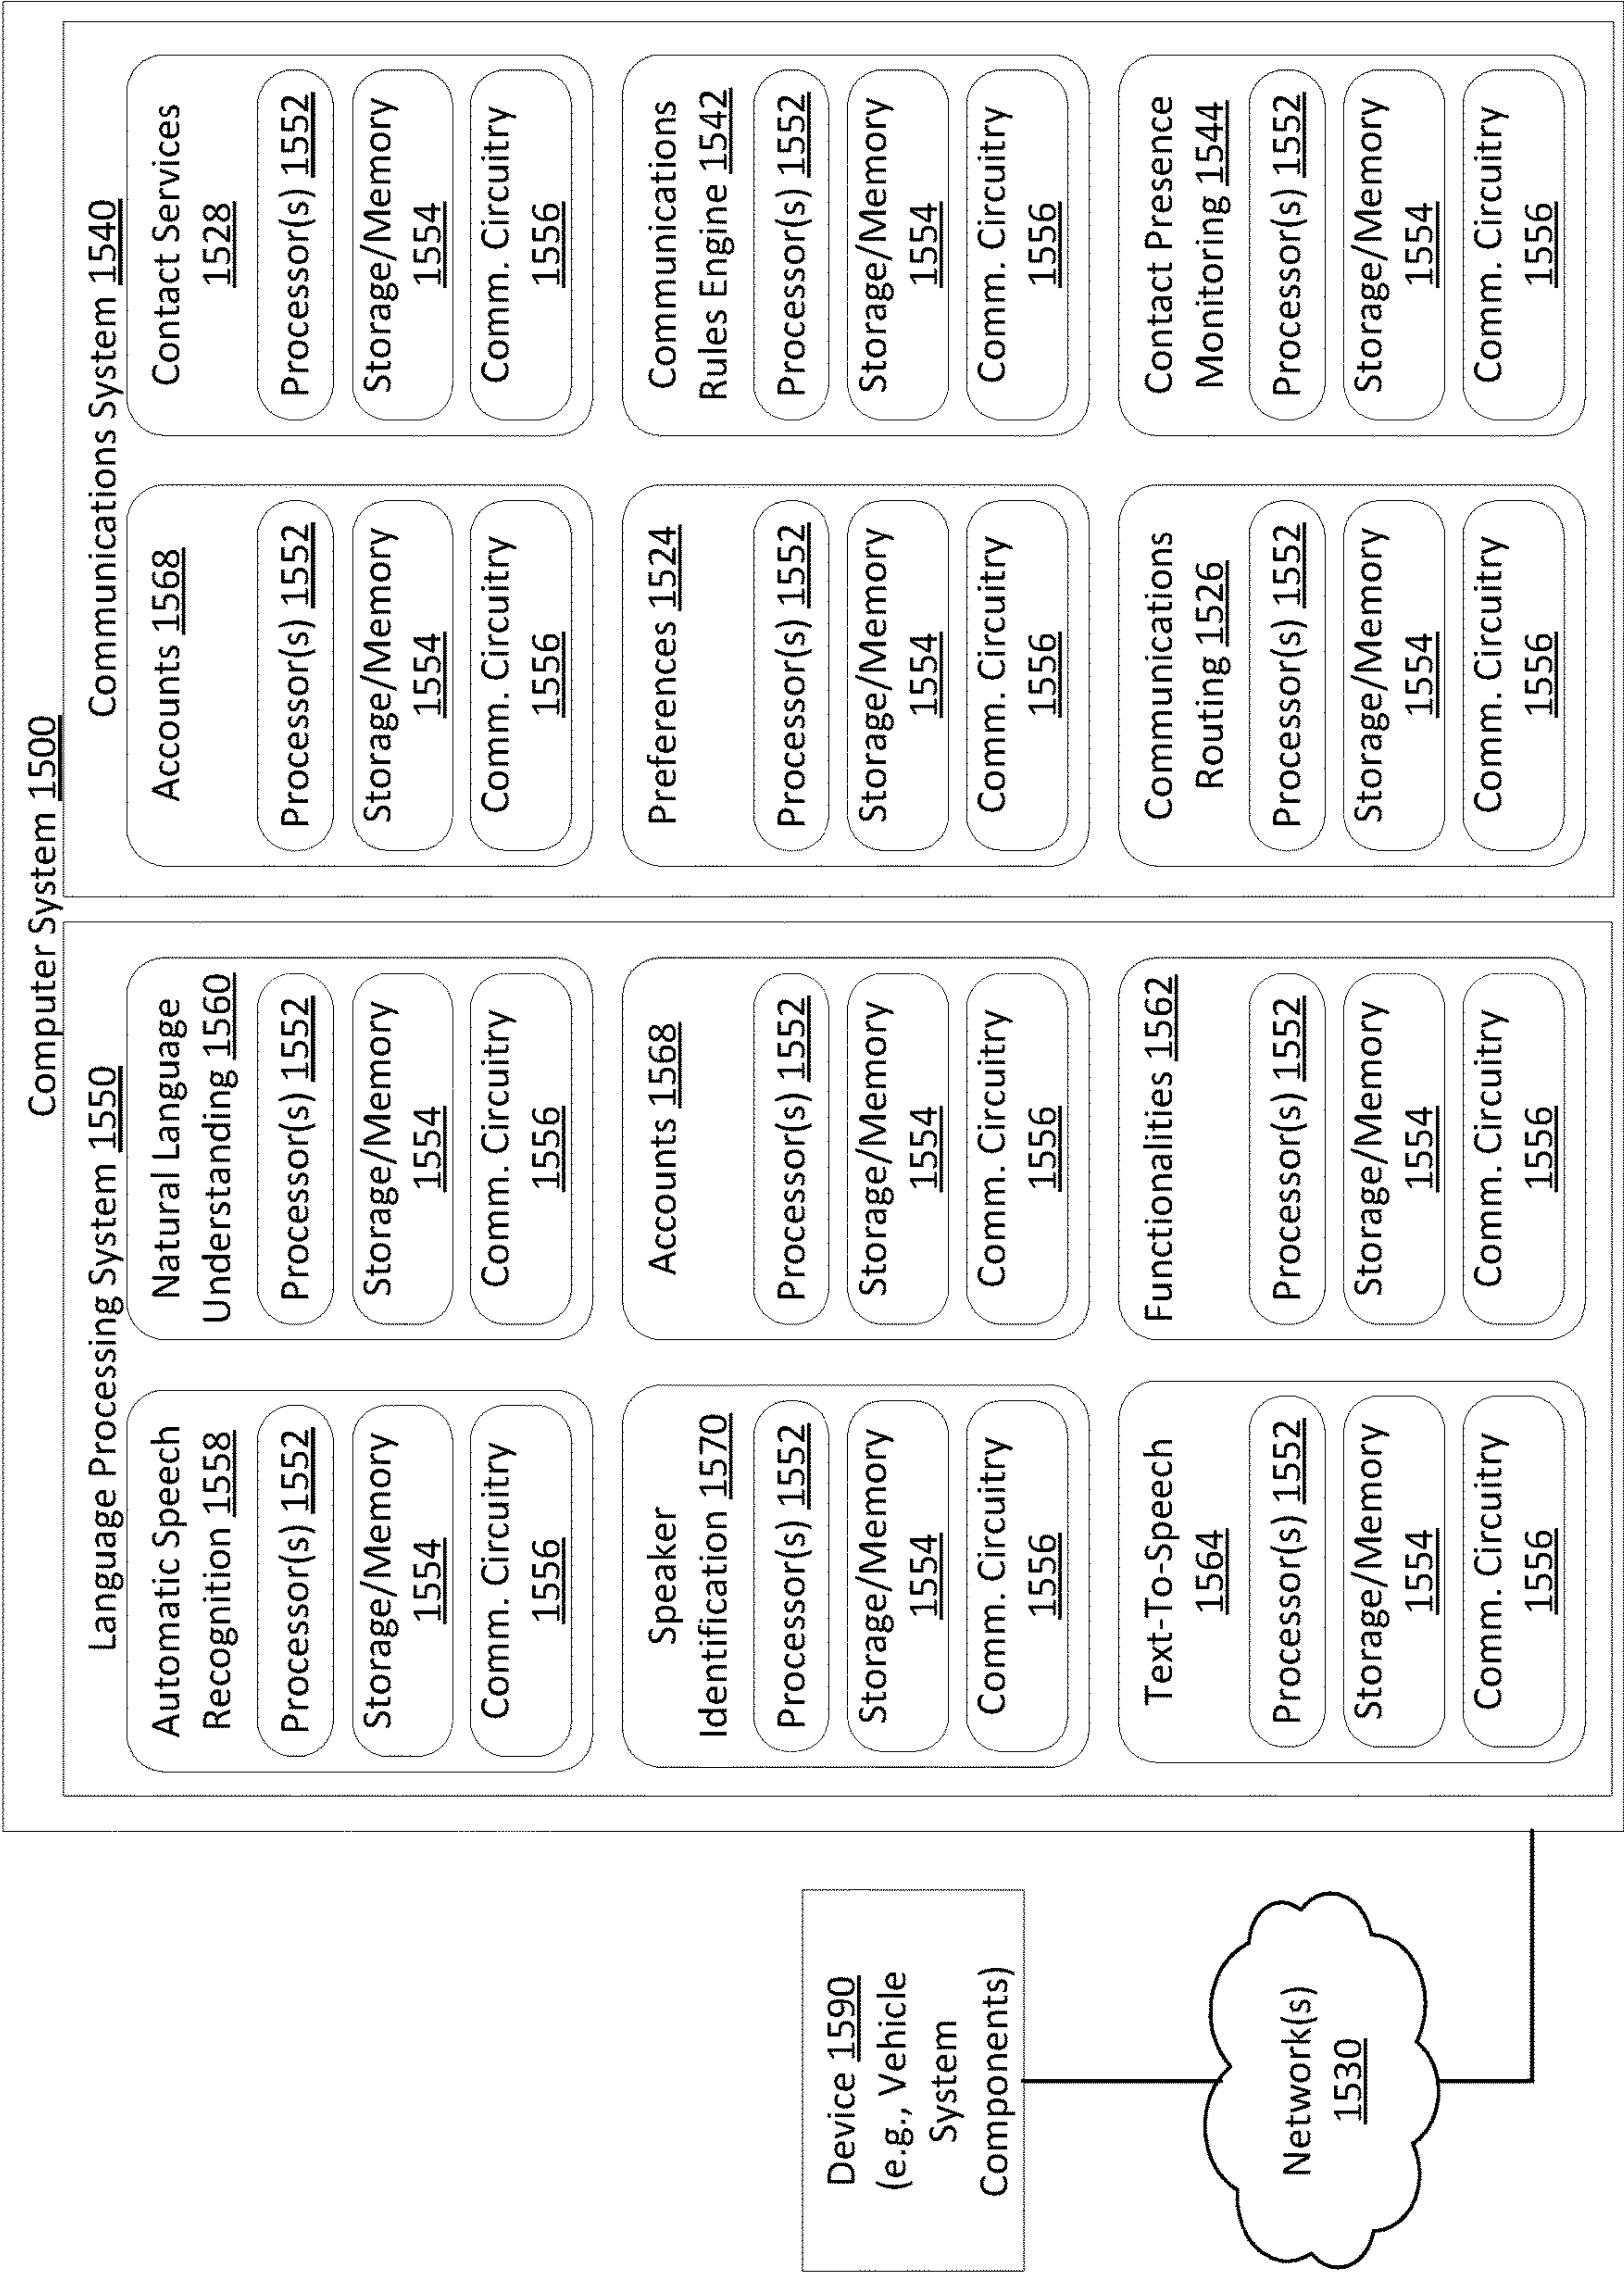 Computer System 1500
Language Processing System 1550
Automatic Speech
Recognition 1558
Processor(s) 1552
Storage/Memory
1554
Comm. Circuitry
1556
Natural Language
Understanding 1560
Processor(s) 1552
Storage/Memory
1554
Comm. Circuitry
1556
Speaker
Identification 1570
Processor(s) 1552
Storage/Memory
1554
Comm. Circuitry
1556
Accounts 1568
Processor(s) 1552
Storage/Memory
1554
Comm. Circuitry
1556
Text-To-Speech
1564
Processor(s) 1552
Storage/Memory
1554
Comm. Circuitry
1556
Functionalities 1562
Processor(s) 1552
Storage/Memory
1554
Comm. Circuitry
1556
Communications System 1540
Accounts 1568
Processor(s) 1552
Storage/Memory
1554
Comm. Circuitry
1556
Contact Services
1528
Processor(s) 1552
Storage/Memory
1554
Comm. Circuitry
1556
Preferences 1524
Processor(s) 1552
Storage/Memory
1554
Comm. Circuitry
1556
Communications
Rules Engine 1542
Processor(s) 1552
Storage/Memory
1554
Comm. Circuitry
1556
Communications
Routing 1526
Processor(s) 1552
Storage/Memory
1554
Comm. Circuitry
1556
Contact Presence
Monitoring 1544
Processor(s) 1552
Storage/Memory
1554
Comm. Circuitry
1556
Device 1590
(e.g., Vehicle
System
Components)
Network(s)
1530